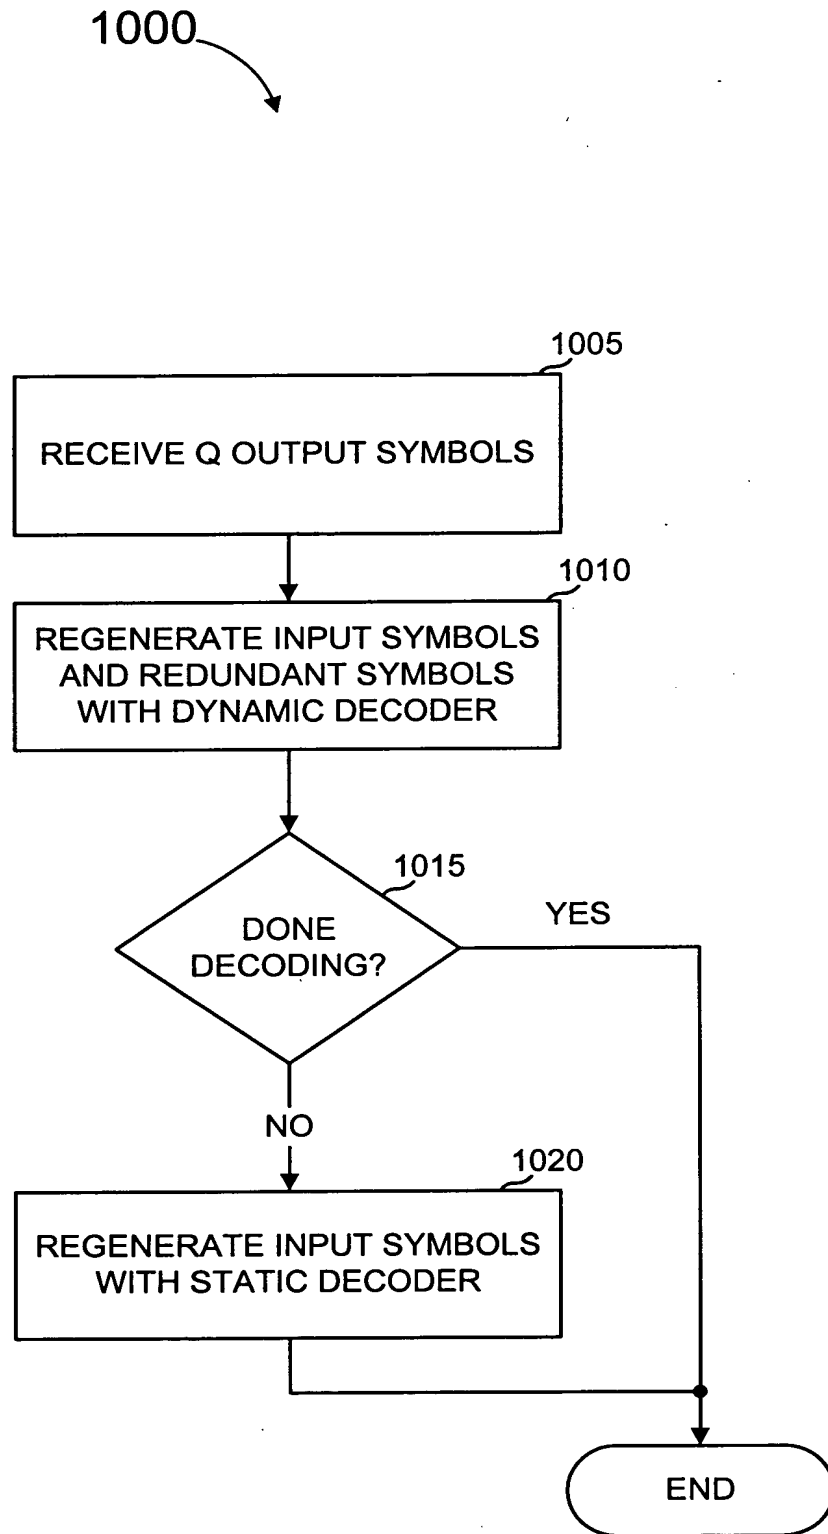 1000
1005
RECEIVE Q OUTPUT SYMBOLS
1010
REGENERATE INPUT SYMBOLS
AND REDUNDANT SYMBOLS
WITH DYNAMIC DECODER
1015
DONE
DECODING?
YES
NO
1020
REGENERATE INPUT SYMBOLS
WITH STATIC DECODER
END